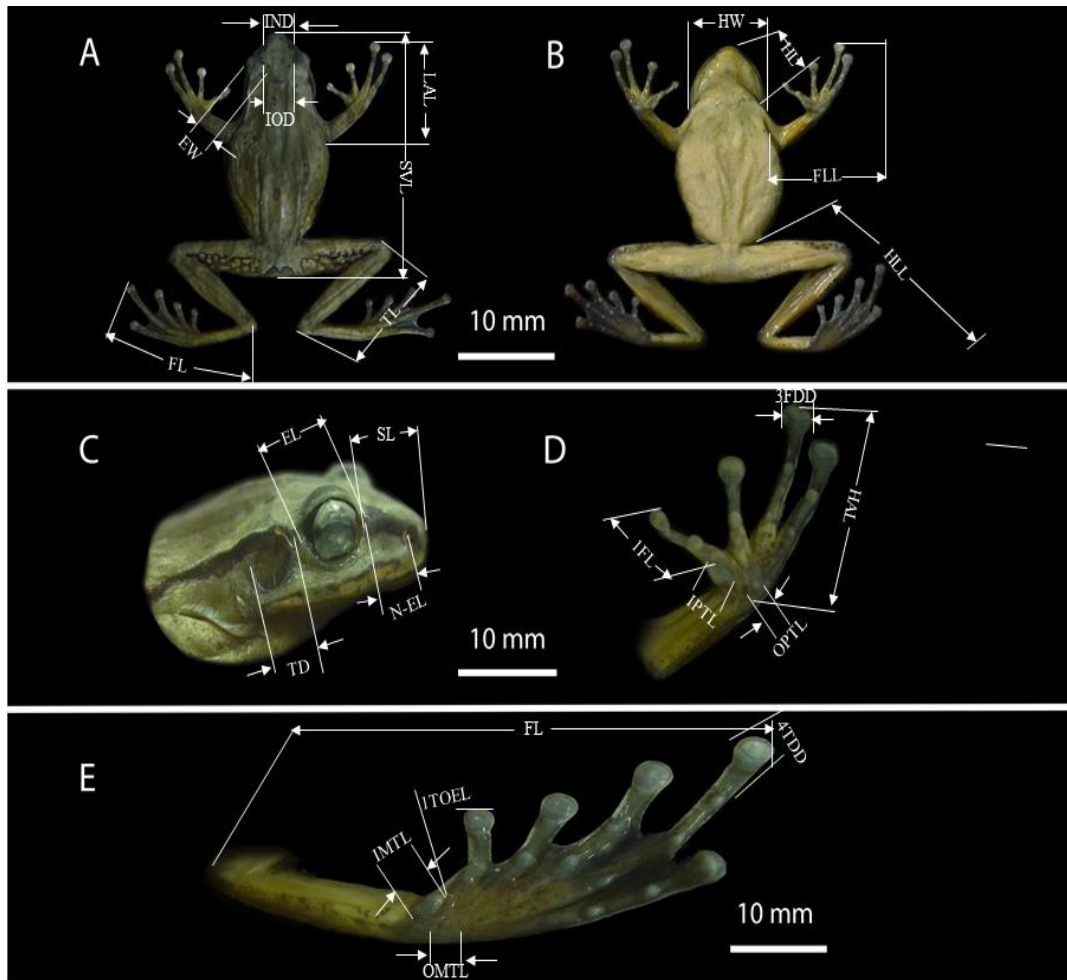 A
IND
LAL
IOD
EW
SVL
TL
FL
10 mm
B
HW
HL
FLL
HLL
C
EL
SL
N-EL
TD
10 mm
D
3FDD
HAL
1FL
IPTL
OPTL
E
FL
4TDD
1TOEL
IMTL
OMTL
10 mm